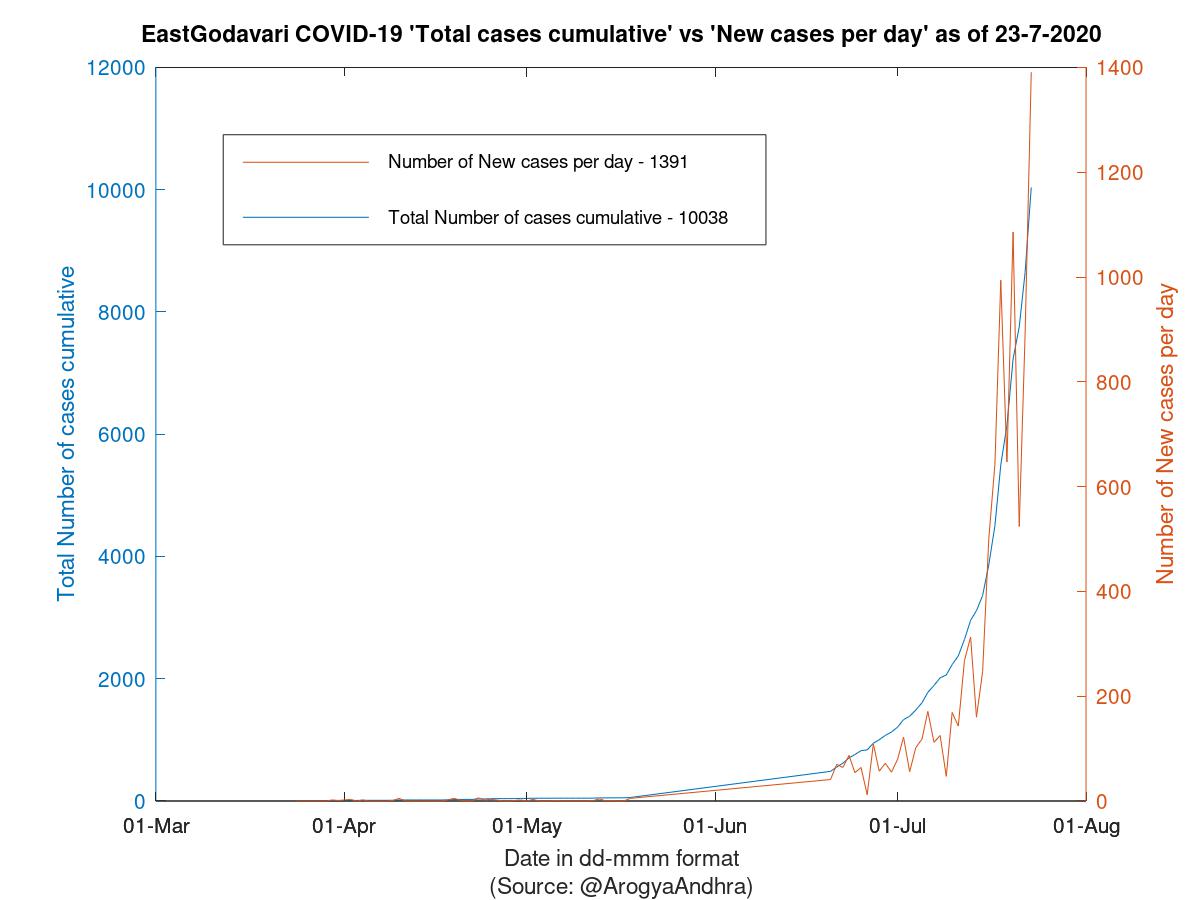 EastGodavari COVID-19 'Total cases cumulative' vs 'New cases per day' as of 23-7-2020
12000
10000
8000
6000
4000
2000
0
Total Number of cases cumulative
Number of New cases per day - 1391
Total Number of cases cumulative - 10038
1400
1200
1000
800
600
400
200
0
Number of New cases per day
01-Mar
01-Apr
01-May
01-Jun
01-Jul
01-Aug
Date in dd-mmm format
(Source: @ArogyaAndhra)